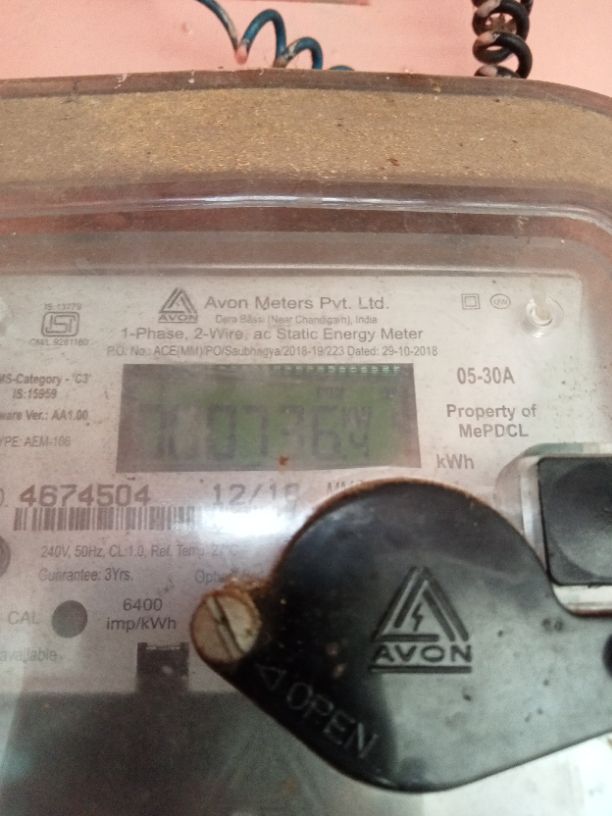 IS:13779
ISI
CM/L 9261160
AVON
Avon Meters Pvt. Ltd.
Dera Bassi (Near Chandigarh), India
1-Phase, 2-Wire, ac Static Energy Meter
P.O. No.: ACE(MM)/PO/Saubhagya/2018-19/223 Dated: 29-10-2018
MS-Category - 'C3'
IS:15959
ware Ver.: AA1.00
YPE: AEM-106
05-30A
Property of
MePDCL
kWh
4674504
12/18
240V, 50Hz, CL:1.0, Ref. Temp. 27°C
Guarantee: 3Yrs.
CAL
6400
imp/kWh
available
AVON
OPEN